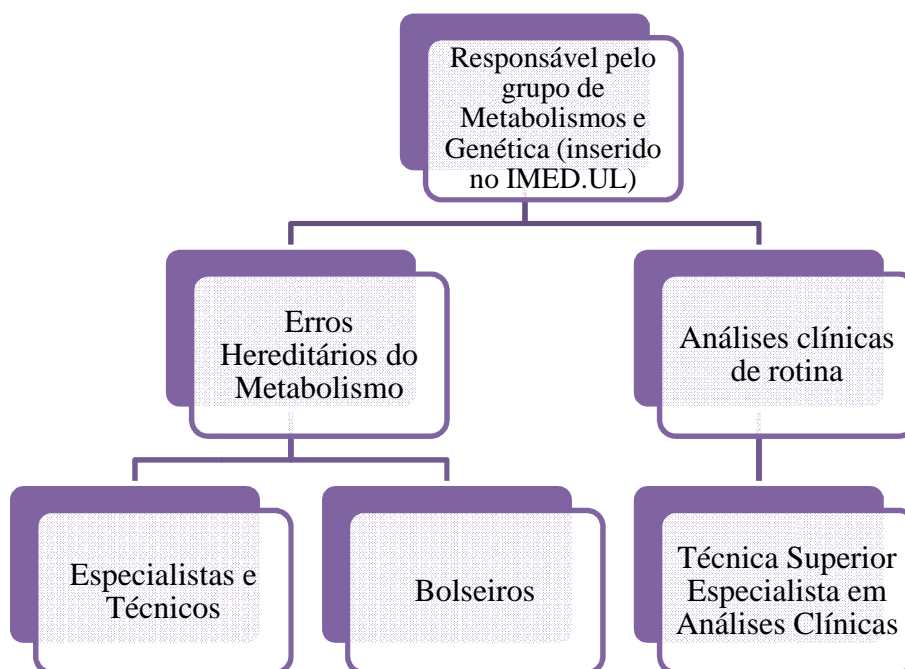 Responsável pelo
grupo de
Metabolismos e
Genética (inserido
no IMED.UL)
Erros
Hereditários do
Metabolismo
Análises clínicas
de rotina
Especialistas e
Técnicos
Bolseiros
Técnica Superior
Especialista em
Análises Clínicas